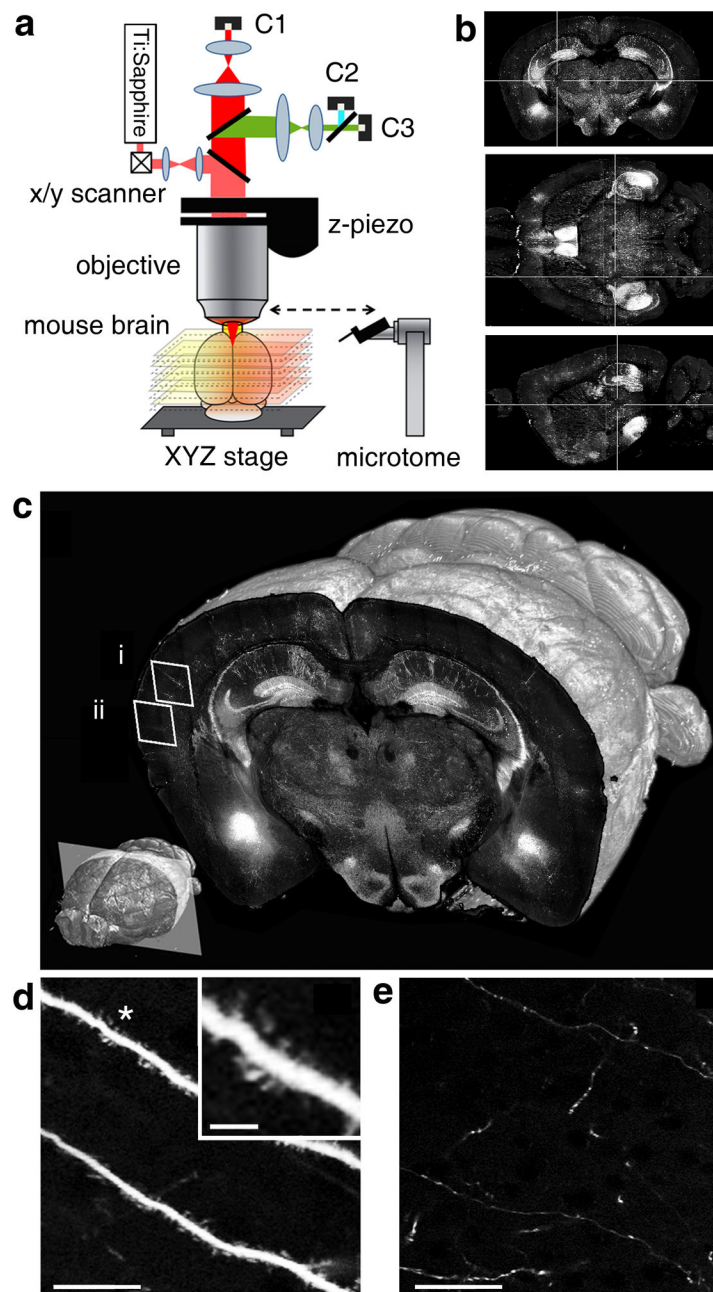 a
C1
C2
C3
Ti:Sapphire
x/y scanner
z-piezo
objective
mouse brain
XYZ stage
microtome
b
c
i
ii
d
*
e